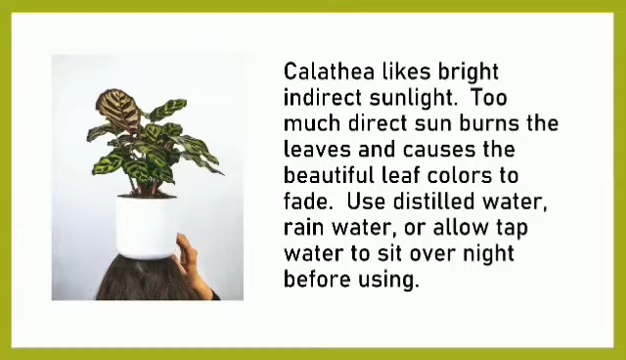 Calathea likes bright
indirect sunlight.  Too
much direct sun burns the
leaves and causes the
beautiful leaf colors to
fade.  Use distilled water,
rain water, or allow tap
water to sit over night
before using.